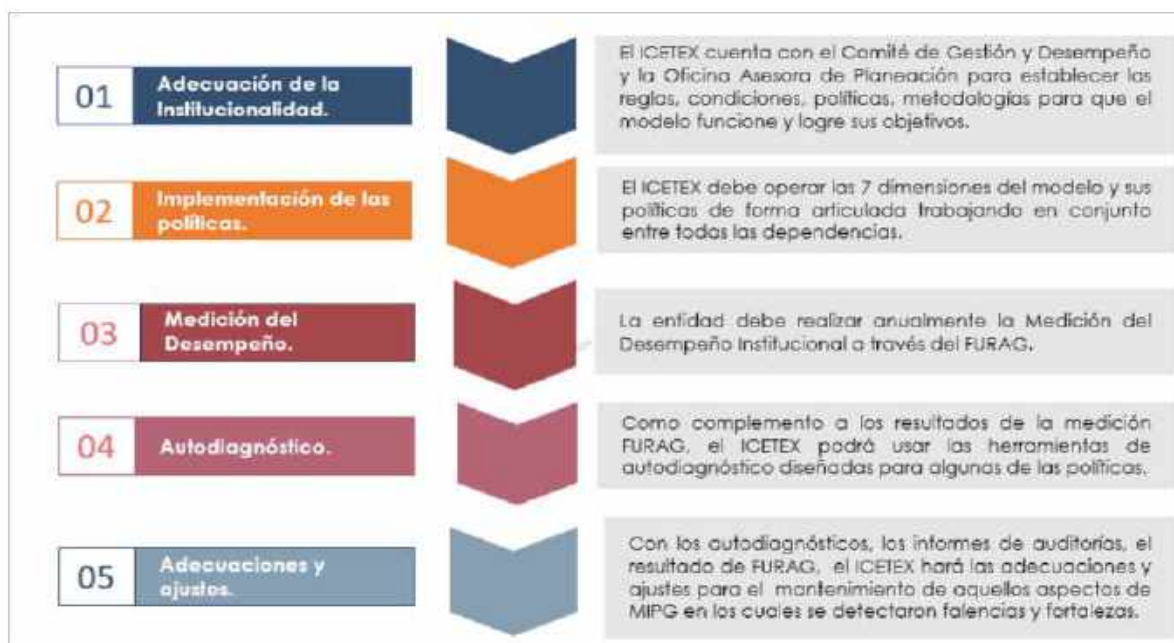 01
Adecuación de la
Institucionalidad.
El ICETEX cuenta con el Comité de Gestión y Desempeño
y la Oficina Asesora de Planeación para establecer las
reglas, condiciones, políticas, metodologías para que el
modelo funcione y logre sus objetivos.
02
Implementación de las
políticas.
El ICETEX debe operar las 7 dimensiones del modelo y sus
políticas de forma articulada trabajando en conjunto
entre todas las dependencias.
03
Medición del
Desempeño.
La entidad debe realizar anualmente la Medición del
Desempeño Institucional a través del FURAG.
04
Autodiagnóstico.
Como complemento a los resultados de la medición
FURAG, el ICETEX podrá usar las herramientas de
autodiagnóstico diseñadas para algunas de las políticas.
05
Adecuaciones y
ajustes.
Con los autodiagnósticos, los informes de auditorías, el
resultado de FURAG, el ICETEX hará las adecuaciones y
ajustes para el mantenimiento de aquellos aspectos de
MIPG en los cuales se detectaron falencias y fortalezas.